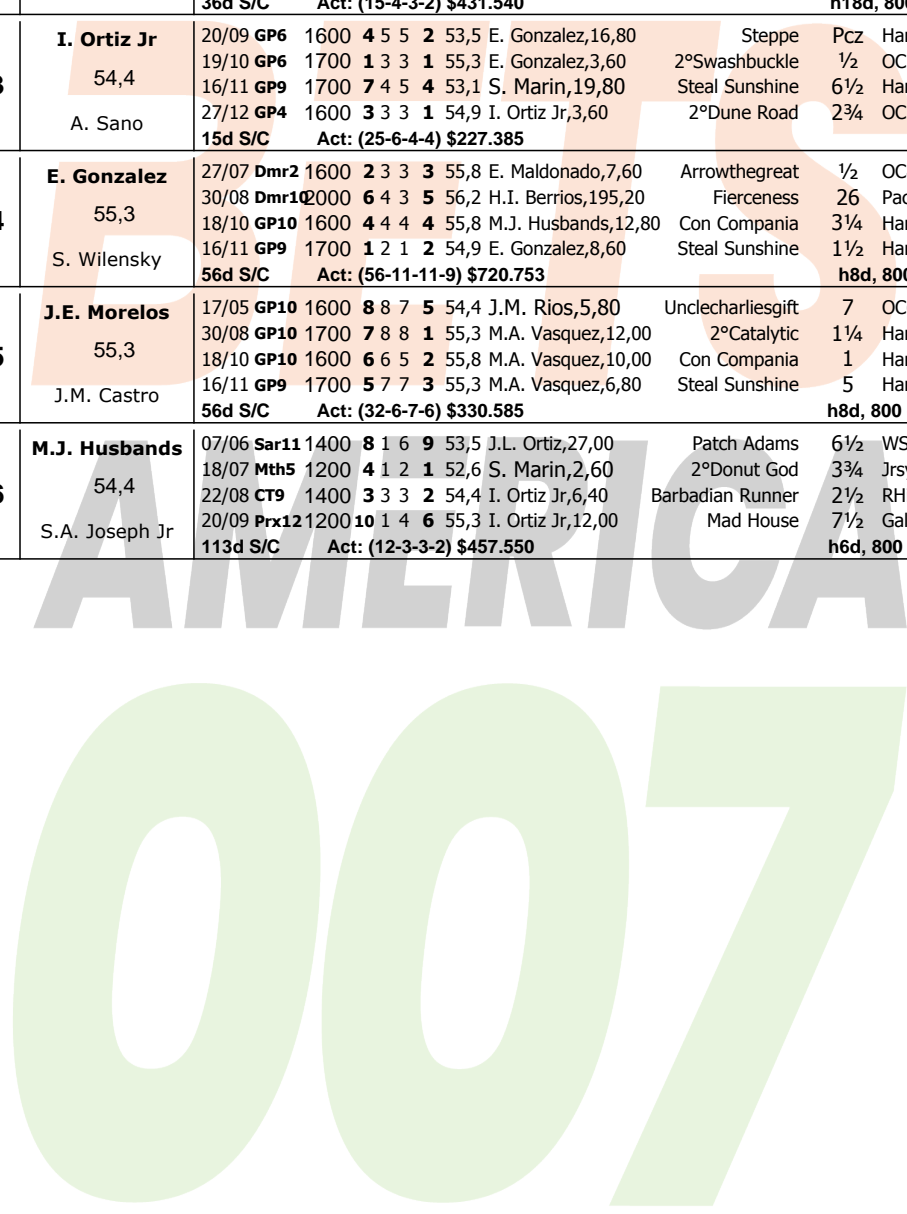 36d S/C Act: (15-4-3-2) $431.540 h18d, 800
3 I. Ortiz Jr 54,4 A. Sano
20/09 GP6 1600 4 5 5 2 53,5 E. Gonzalez,16,80 Steppe Pcz Han
19/10 GP6 1700 1 3 3 1 55,3 E. Gonzalez,3,60 2°Swashbuckle ½ OC
16/11 GP9 1700 7 4 5 4 53,1 S. Marin,19,80 Steal Sunshine 6½ Han
27/12 GP4 1600 3 3 3 1 54,9 I. Ortiz Jr,3,60 2°Dune Road 2¾ OC
15d S/C Act: (25-6-4-4) $227.385
4 E. Gonzalez 55,3 S. Wilensky
27/07 Dmr2 1600 2 3 3 3 55,8 E. Maldonado,7,60 Arrowthegreat ½ OC
30/08 Dmr10 2000 6 4 3 5 56,2 H.I. Berrios,195,20 Fierceness 26 Pac
18/10 GP10 1600 4 4 4 4 55,8 M.J. Husbands,12,80 Con Compania 3¼ Han
16/11 GP9 1700 1 2 1 2 54,9 E. Gonzalez,8,60 Steal Sunshine 1½ Han
56d S/C Act: (56-11-11-9) $720.753 h8d, 800
5 J.E. Morelos 55,3 J.M. Castro
17/05 GP10 1600 8 8 7 5 54,4 J.M. Rios,5,80 Unclecharliesgift 7 OC
30/08 GP10 1700 7 8 8 1 55,3 M.A. Vasquez,12,00 2°Catalytic 1¼ Han
18/10 GP10 1600 6 6 5 2 55,8 M.A. Vasquez,10,00 Con Compania 1 Han
16/11 GP9 1700 5 7 7 3 55,3 M.A. Vasquez,6,80 Steal Sunshine 5 Han
56d S/C Act: (32-6-7-6) $330.585 h8d, 800
6 M.J. Husbands 54,4 S.A. Joseph Jr
07/06 Sar11 1400 8 1 6 9 53,5 J.L. Ortiz,27,00 Patch Adams 6½ WS
18/07 Mth5 1200 4 1 2 1 52,6 S. Marin,2,60 2°Donut God 3¾ Jrsy
22/08 CT9 1400 3 3 3 2 54,4 I. Ortiz Jr,6,40 Barbadian Runner 2½ RH
20/09 Prx12 1200 10 1 4 6 55,3 I. Ortiz Jr,12,00 Mad House 7½ Gal
113d S/C Act: (12-3-3-2) $457.550 h6d, 800
BETS
AMERICA
007